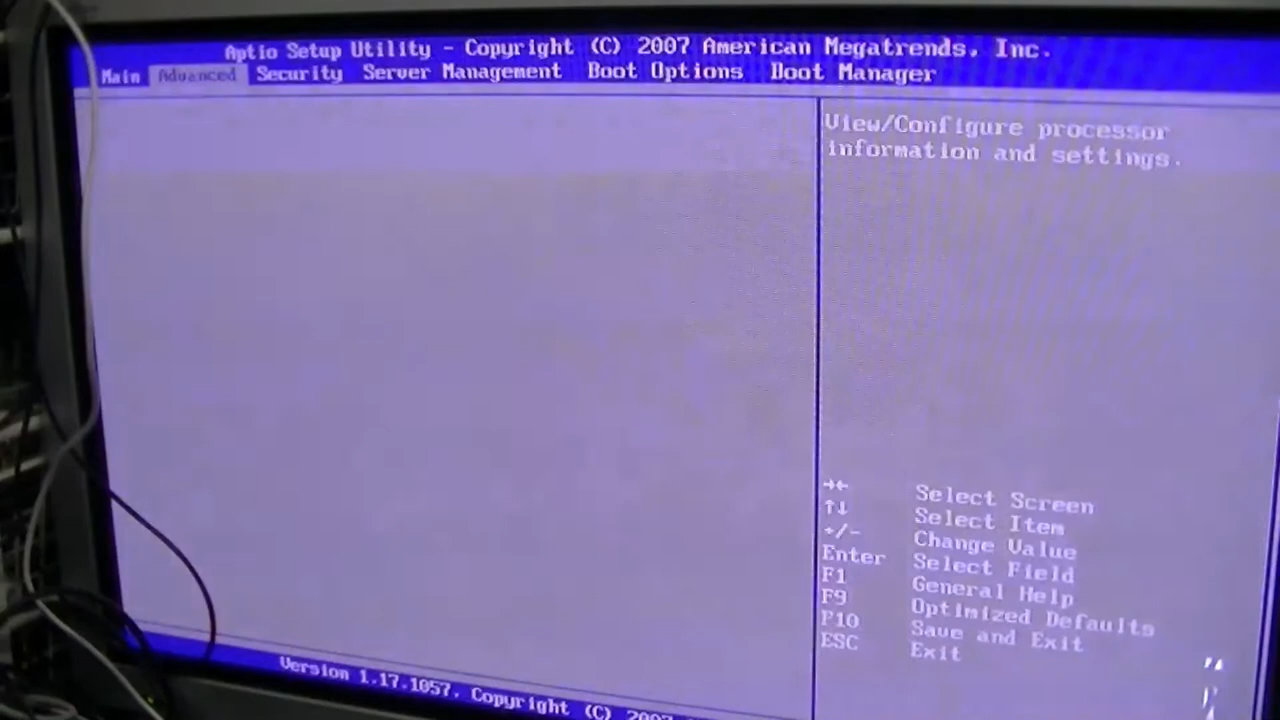 Aptio Setup Utility - Copyright (C) 2007 American Megatrends, Inc.
Main Advanced Security Server Management Boot Options Boot Manager
View/Configure processor
information and settings.
→← Select Screen
↑↓ Select Item
+/- Change Value
Enter Select Field
F1 General Help
F9 Optimized Defaults
F10 Save and Exit
ESC Exit
Version 1.17.1057. Copyright (C) 2007